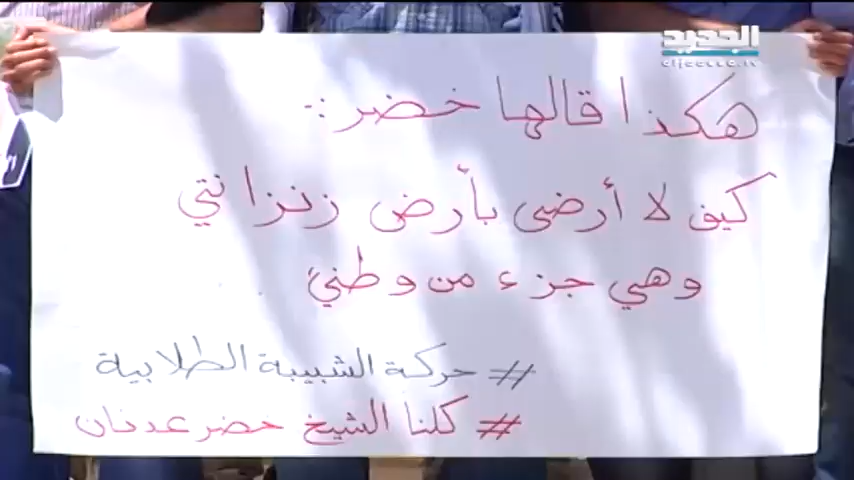 الجديد
aljadeed.tv
هكذا قالها خضر :
كيف لا أرضى بأرض زنزانتي
وهي جزء من وطني
# حركة الشبيبة الطلابية
# كلنا الشيخ خضر عدنان